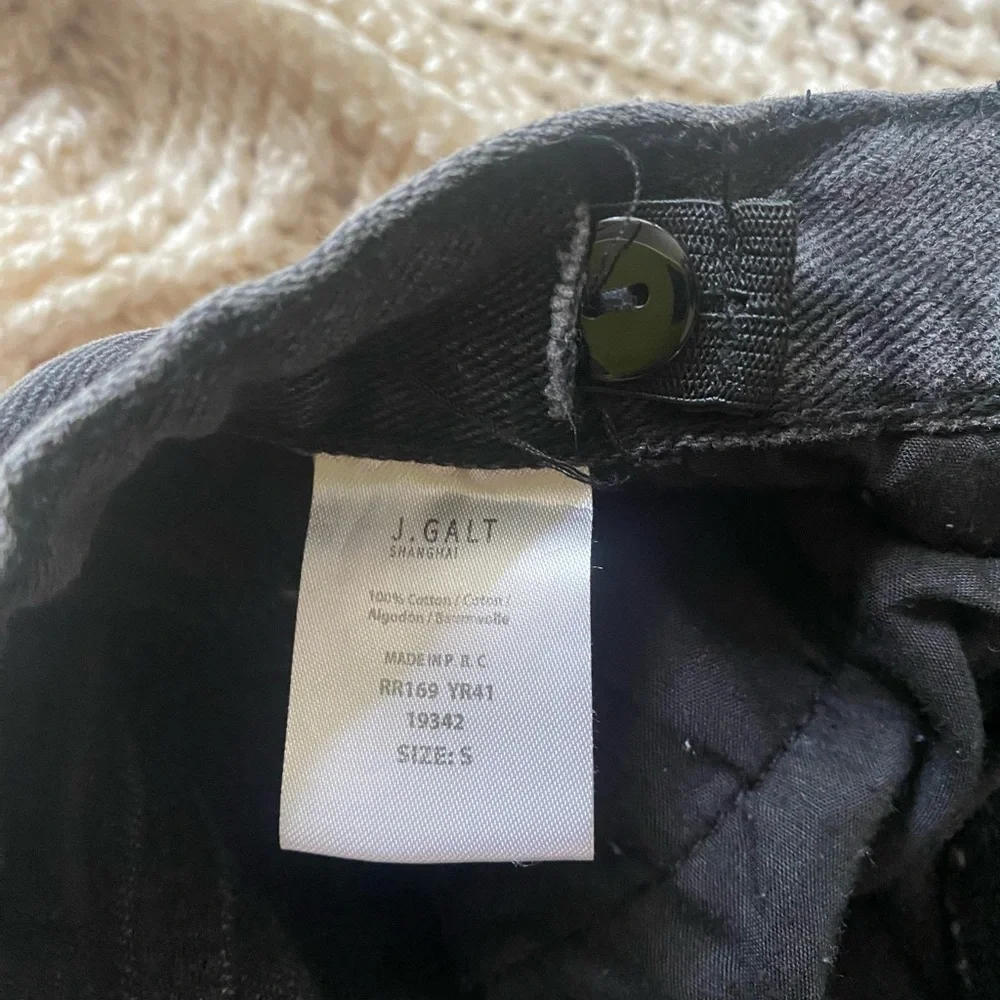 J.GALT
SHANGHAI
100% Cotton / Coton /
Algodon / Baumwolle
MADE IN P. R. C
RR169 YR41
19342
SIZE: S